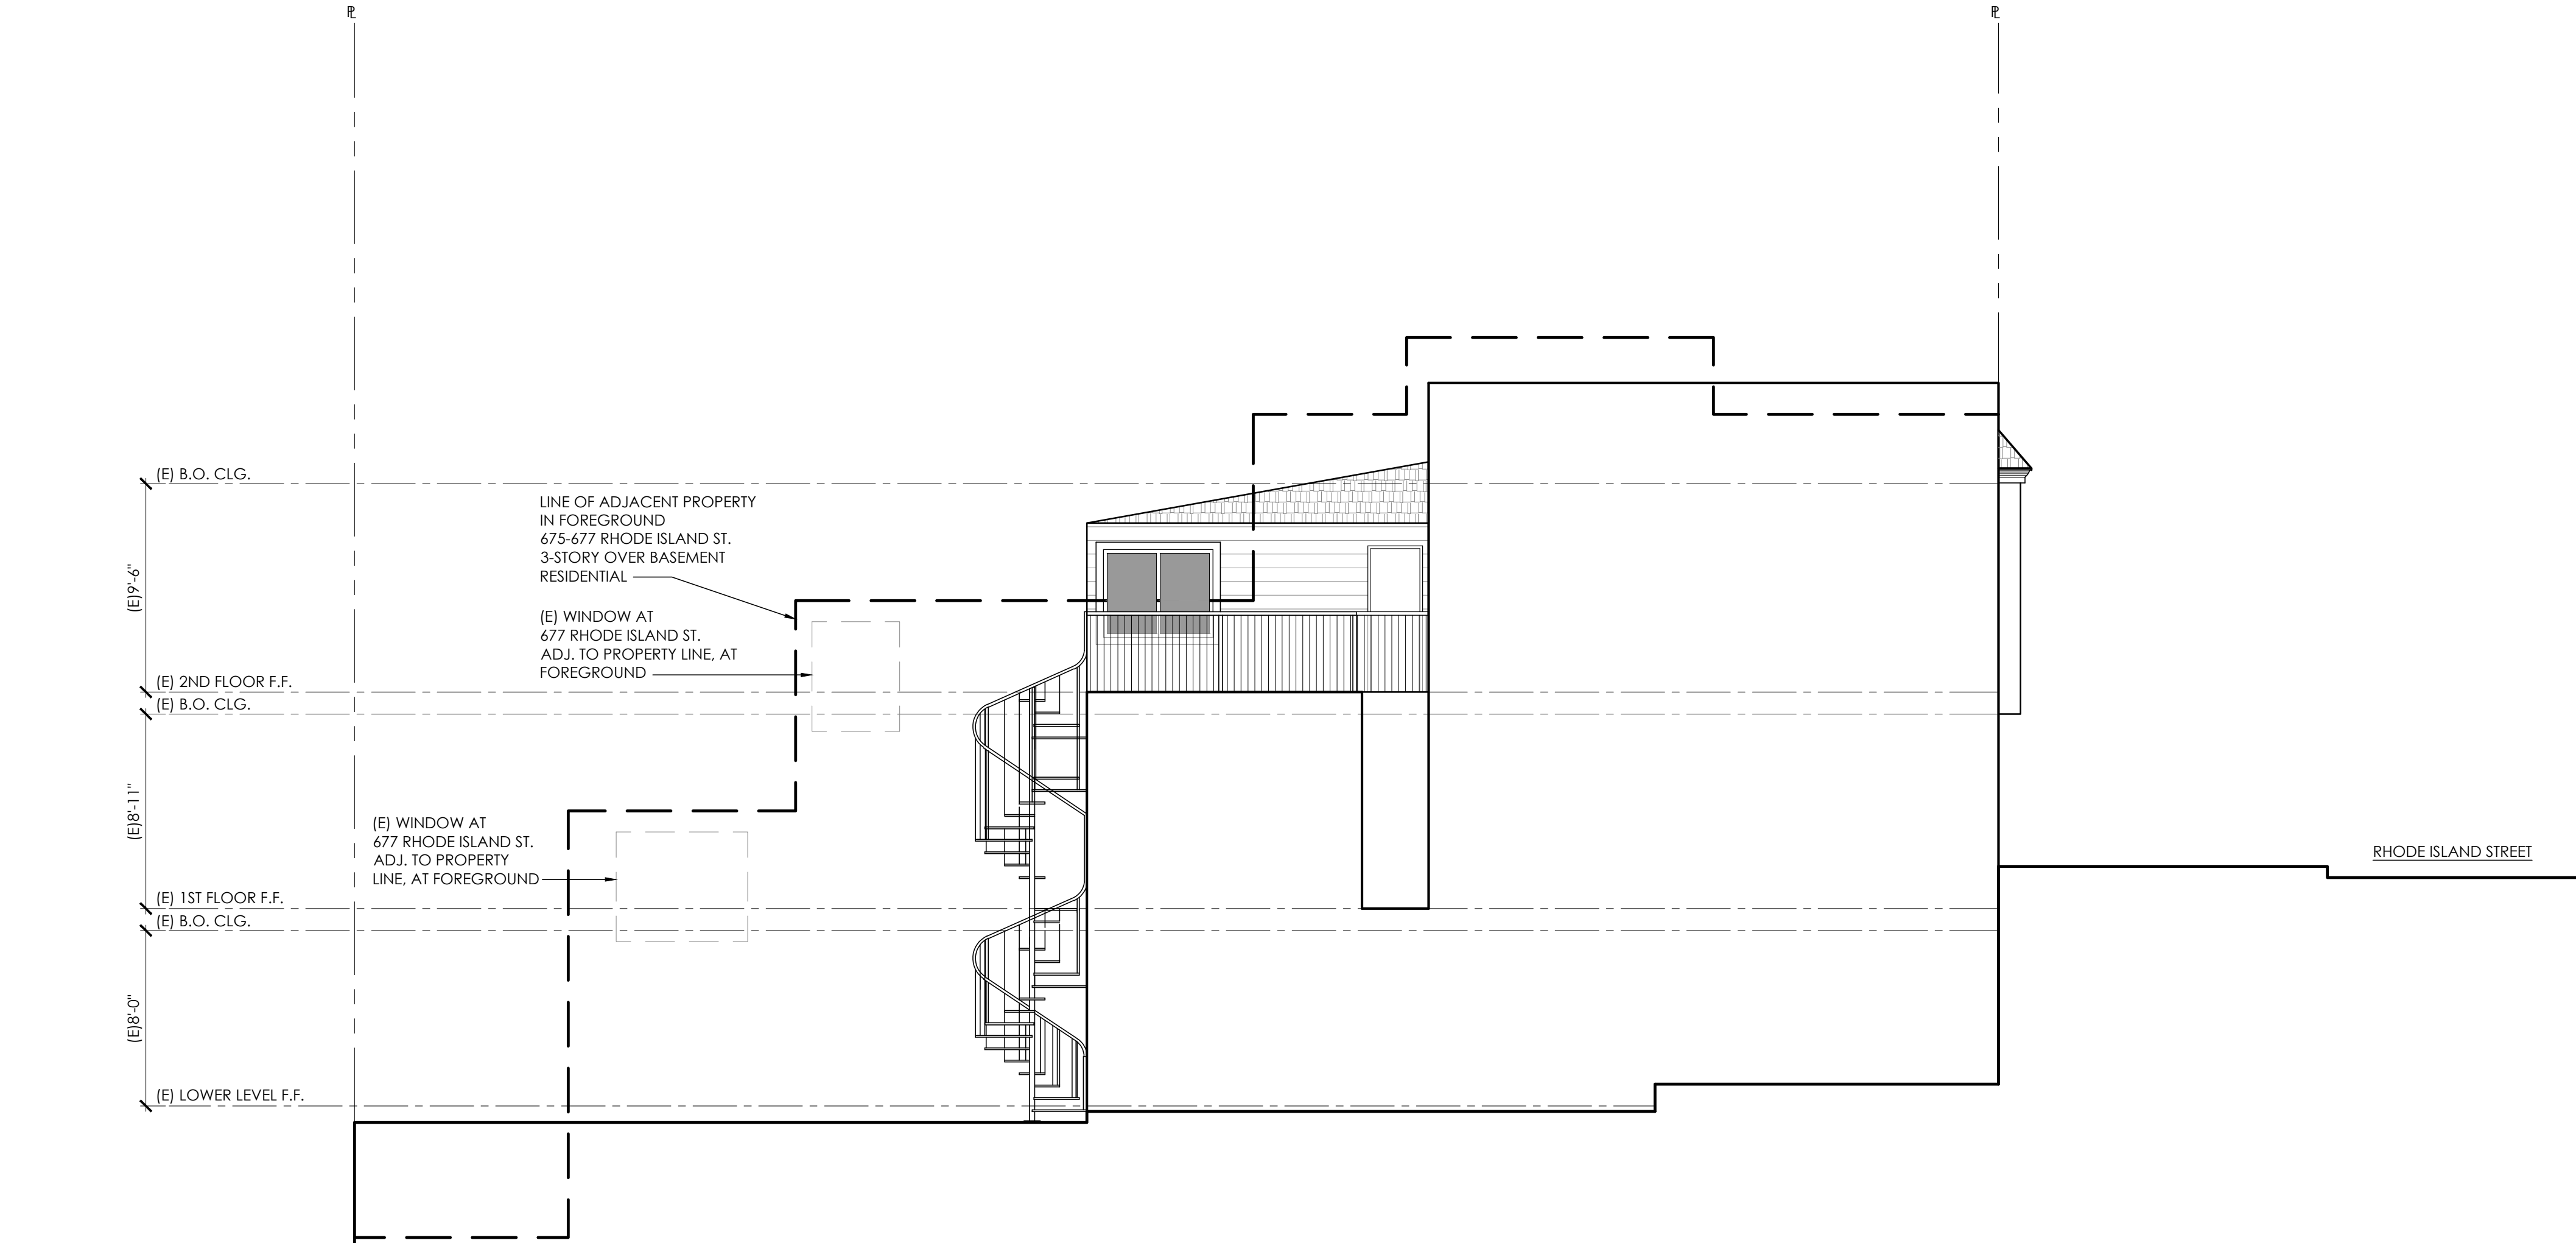 PL
PL
(E) B.O. CLG.
LINE OF ADJACENT PROPERTY
IN FOREGROUND
675-677 RHODE ISLAND ST.
3-STORY OVER BASEMENT
RESIDENTIAL
(E)9'-6"
(E) WINDOW AT
677 RHODE ISLAND ST.
ADJ. TO PROPERTY LINE, AT
FOREGROUND
(E) 2ND FLOOR F.F.
(E) B.O. CLG.
(E)8'-11"
(E) WINDOW AT
677 RHODE ISLAND ST.
ADJ. TO PROPERTY
LINE, AT FOREGROUND
RHODE ISLAND STREET
(E) 1ST FLOOR F.F.
(E) B.O. CLG.
(E)8'-0"
(E) LOWER LEVEL F.F.